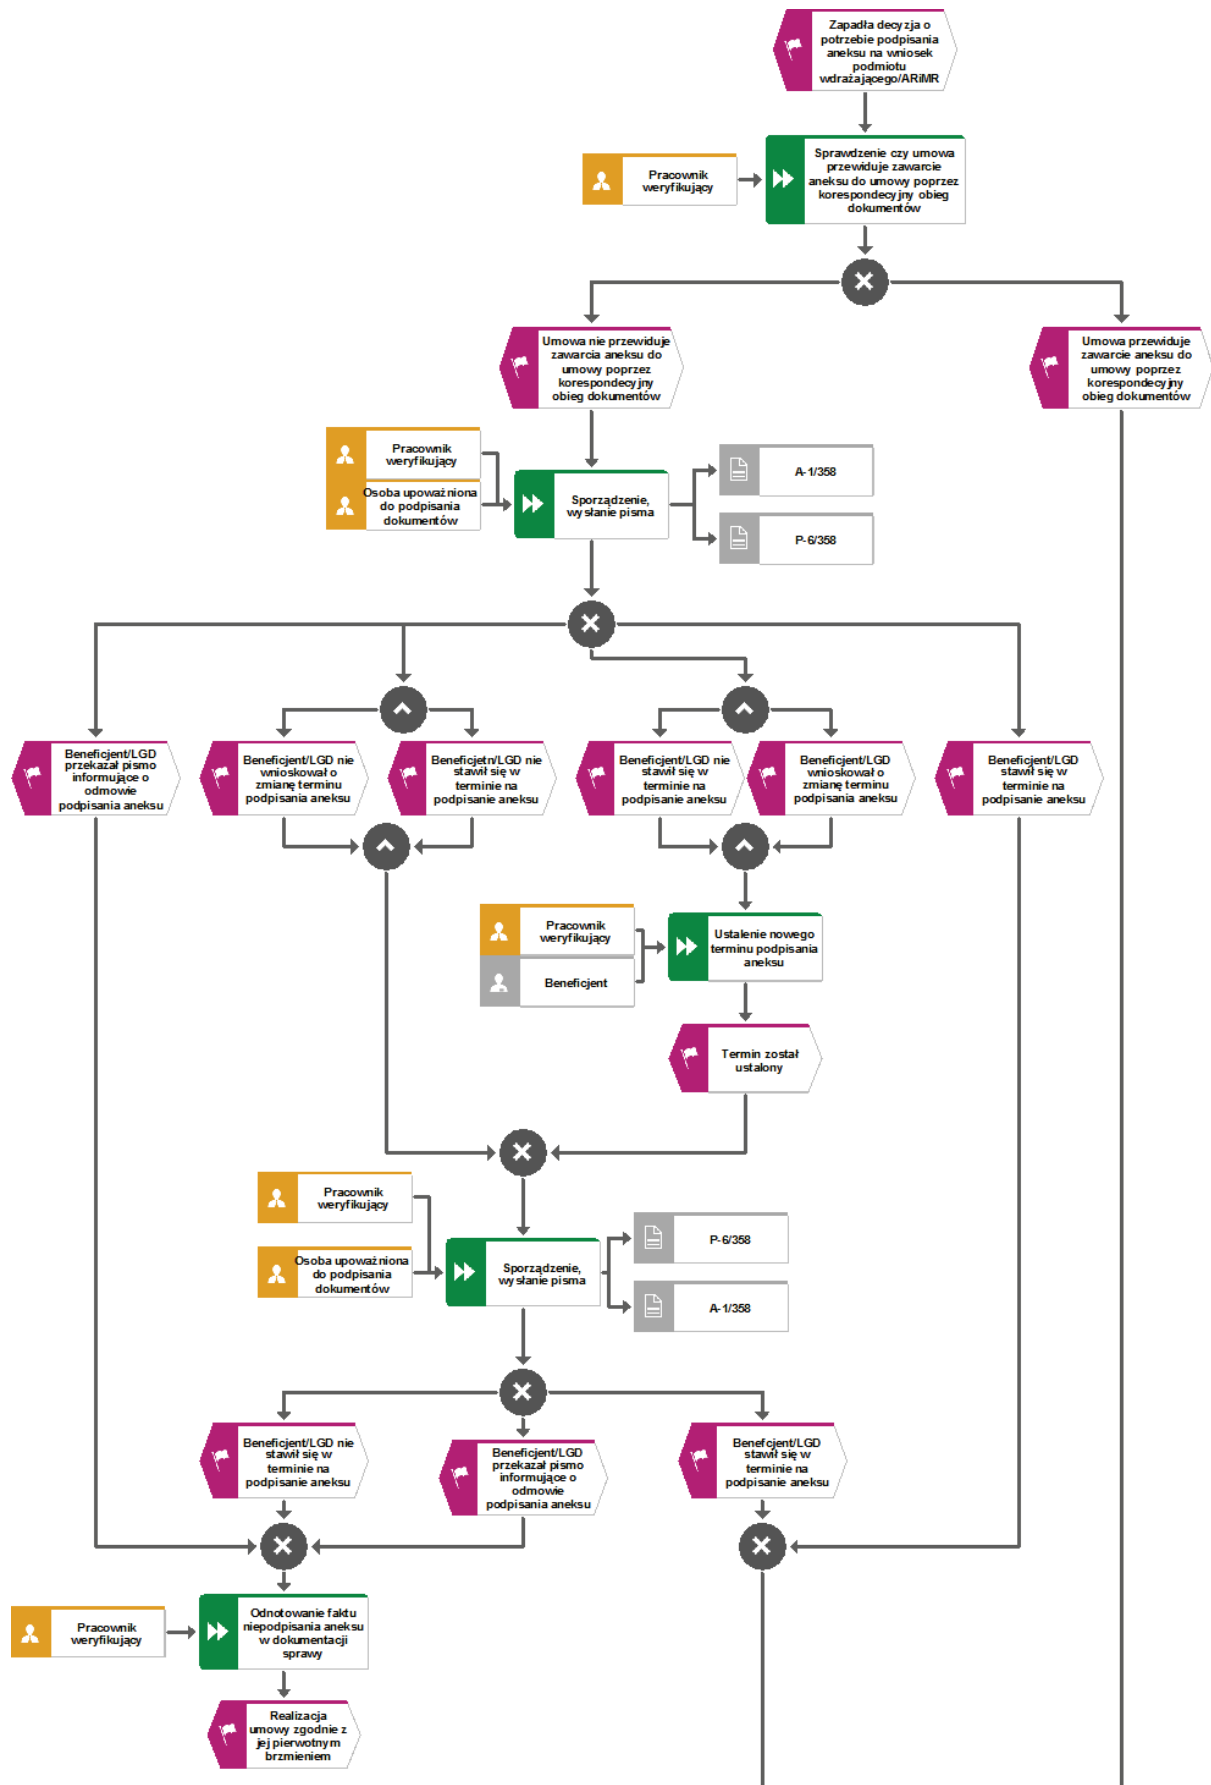 Zapadła decyzja o
potrzebie podpisania
aneksu na wniosek
podmiotu
wdrażającego/ARiMR
Pracownik
weryfikujący
Sprawdzenie czy umowa
przewiduje zawarcie
aneksu do umowy poprzez
korespondecyjny obieg
dokumentów
Umowa nie przewiduje
zawarcia aneksu do
umowy poprzez
korespondecyjny
obieg dokumentów
Umowa przewiduje
zawarcie aneksu do
umowy poprzez
korespondecyjny
obieg dokumentów
Pracownik
weryfikujący
Osoba upoważniona
do podpisania
dokumentów
Sporządzenie,
wysłanie pisma
A-1/358
P-6/358
Beneficjent/LGD
przekazał pismo
informujące o
odmowie
podpisania aneksu
Beneficjent/LGD nie
wnioskował o
zmianę terminu
podpisania aneksu
Beneficjetn/LGD nie
stawił się w
terminie na
podpisanie aneksu
Beneficjent/LGD nie
stawił się w
terminie na
podpisanie aneksu
Beneficjent/LGD
wnioskował o
zmianę terminu
podpisania aneksu
Beneficjent/LGD
stawił się w
terminie na
podpisanie aneksu
Pracownik
weryfikujący
Beneficjent
Ustalenie nowego
terminu podpisania
aneksu
Termin został
ustalony
Pracownik
weryfikujący
Osoba upoważniona
do podpisania
dokumentów
Sporządzenie,
wysłanie pisma
P-6/358
A-1/358
Beneficjent/LGD nie
stawił się w
terminie na
podpisanie aneksu
Beneficjent/LGD
przekazał pismo
informujące o
odmowie
podpisania aneksu
Benefcjent/LGD
stawił się w
terminie na
podpisanie aneksu
Pracownik
weryfikujący
Odnotowanie faktu
niepodpisania aneksu
w dokumentacji
sprawy
Realizacja
umowy zgodnie z
jej pierwotnym
brzmieniem